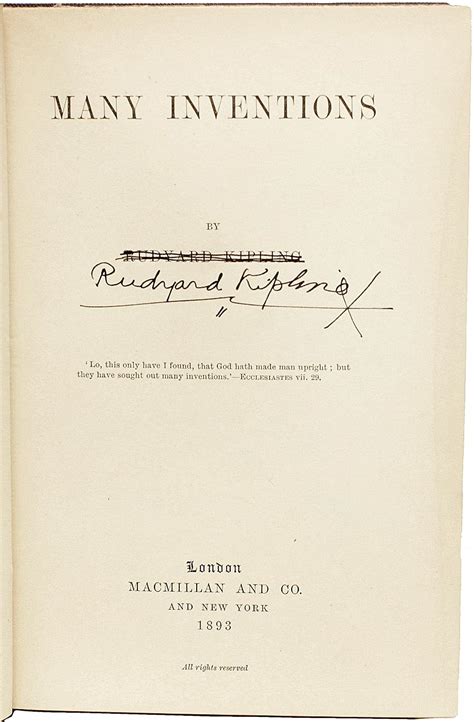 MANY INVENTIONS
BY
RUDYARD KIPLING
Rudyard Kipling
'Lo, this only have I found, that God hath made man upright ; but
they have sought out many inventions.'—Ecclesiastes vii. 29.
London
MACMILLAN AND CO.
AND NEW YORK
1893
All rights reserved